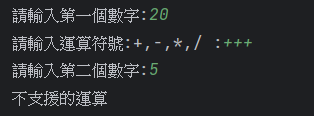 請輸入第一個數字:20
請輸入運算符號:+,-,*,/ :+++
請輸入第二個數字:5
不支援的運算